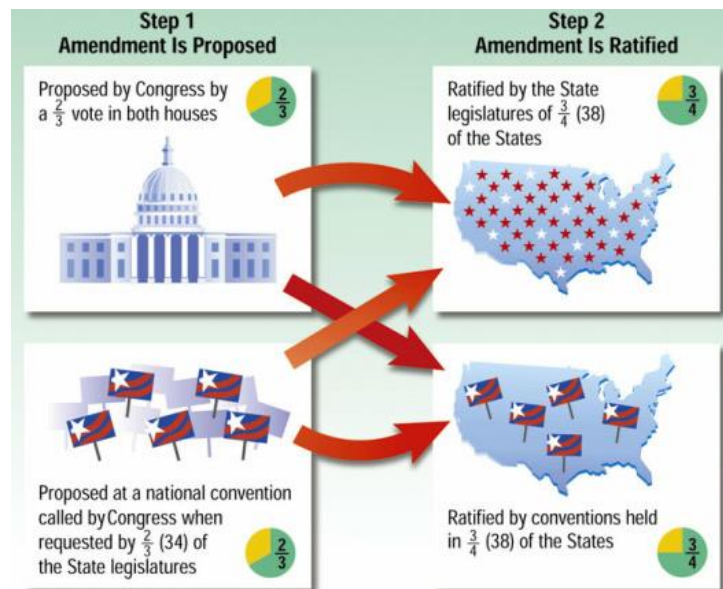 Step 1
Amendment Is Proposed
Proposed by Congress by
a 2/3 vote in both houses
2/3
Proposed at a national convention
called by Congress when
requested by 2/3 (34) of
the State legislatures
2/3
Step 2
Amendment Is Ratified
Ratified by the State
legislatures of 3/4 (38)
of the States
3/4
Ratified by conventions held
in 3/4 (38) of the States
3/4